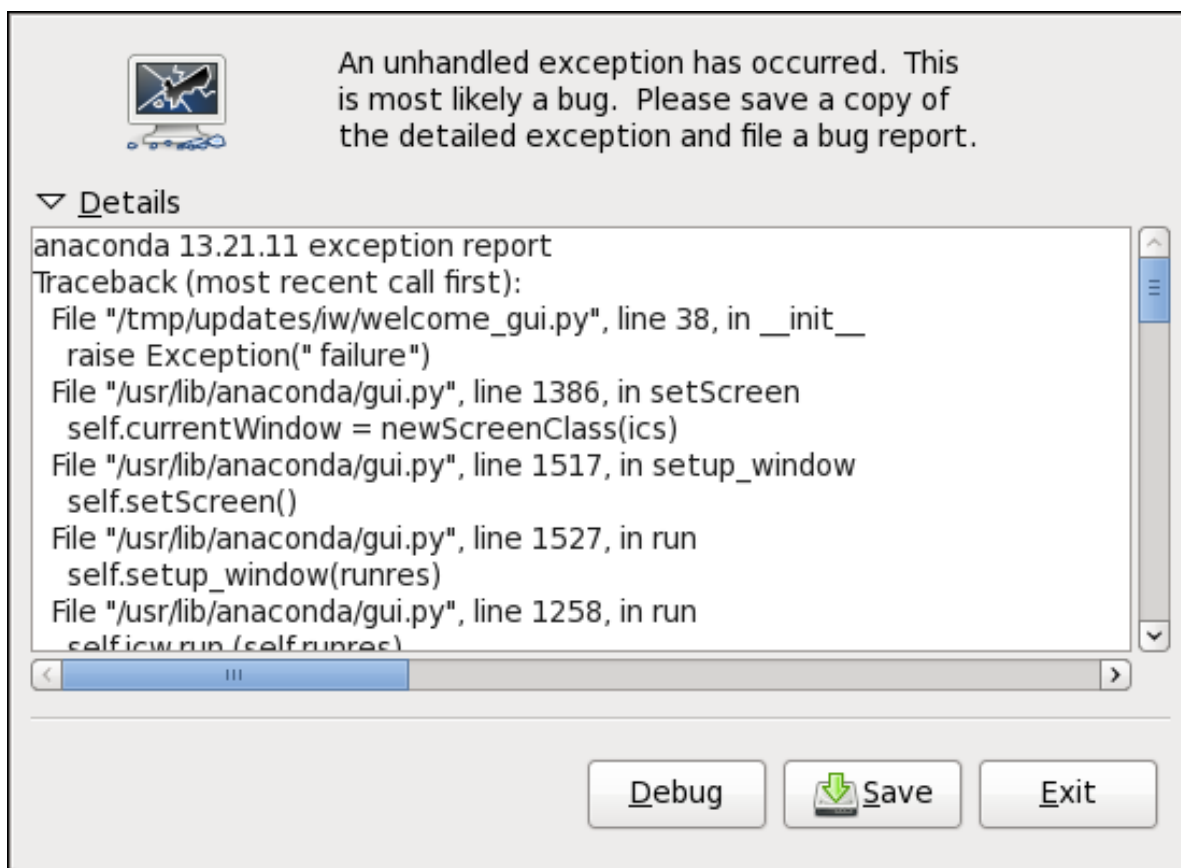 An unhandled exception has occurred.  This
is most likely a bug.  Please save a copy of
the detailed exception and file a bug report.
Details
anaconda 13.21.11 exception report
Traceback (most recent call first):
  File "/tmp/updates/iw/welcome_gui.py", line 38, in __init__
    raise Exception(" failure")
  File "/usr/lib/anaconda/gui.py", line 1386, in setScreen
    self.currentWindow = newScreenClass(ics)
  File "/usr/lib/anaconda/gui.py", line 1517, in setup_window
    self.setScreen()
  File "/usr/lib/anaconda/gui.py", line 1527, in run
    self.setup_window(runres)
  File "/usr/lib/anaconda/gui.py", line 1258, in run
    self.icw.run (self.runres)
Debug
Save
Exit